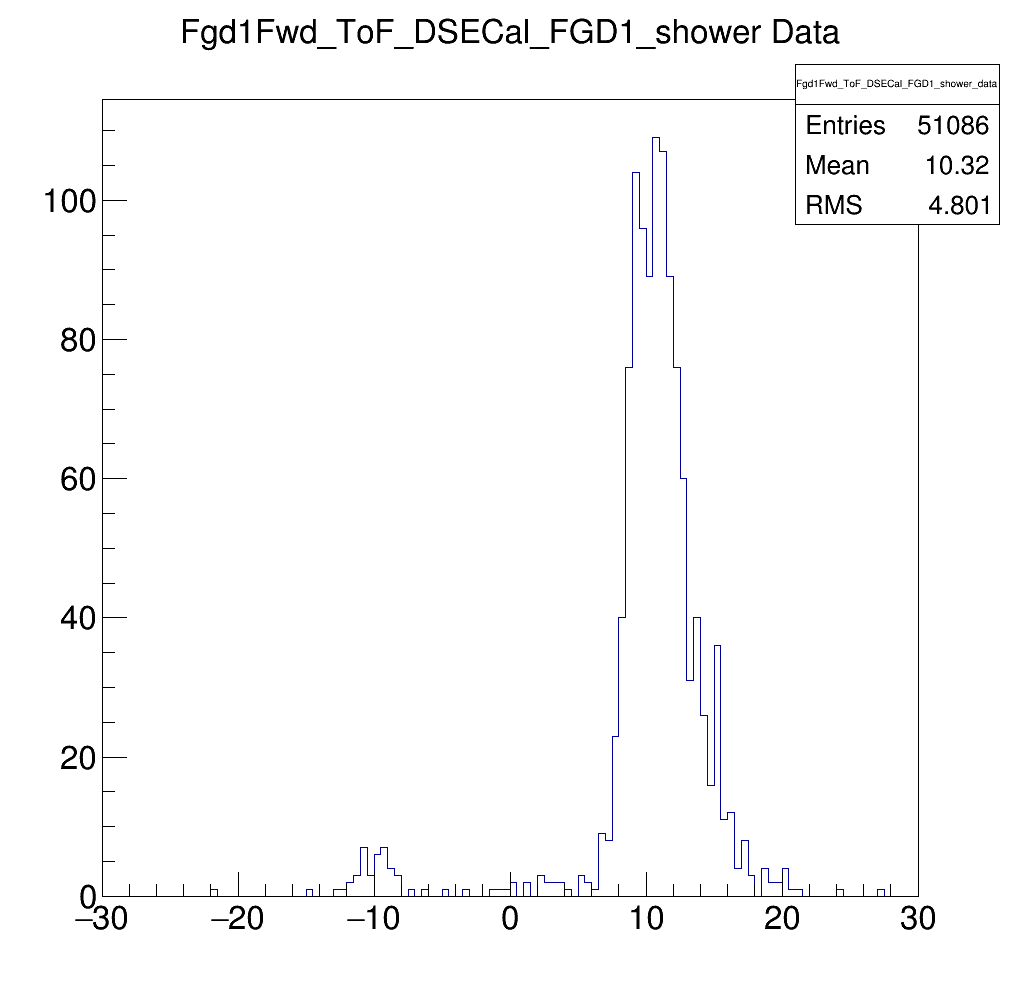 Fgd1Fwd_ToF_DSECal_FGD1_shower Data
Fgd1Fwd_ToF_DSECal_FGD1_shower_data
Entries 51086
Mean 10.32
RMS 4.801
100
80
60
40
20
0
−30 −20 −10 0 10 20 30